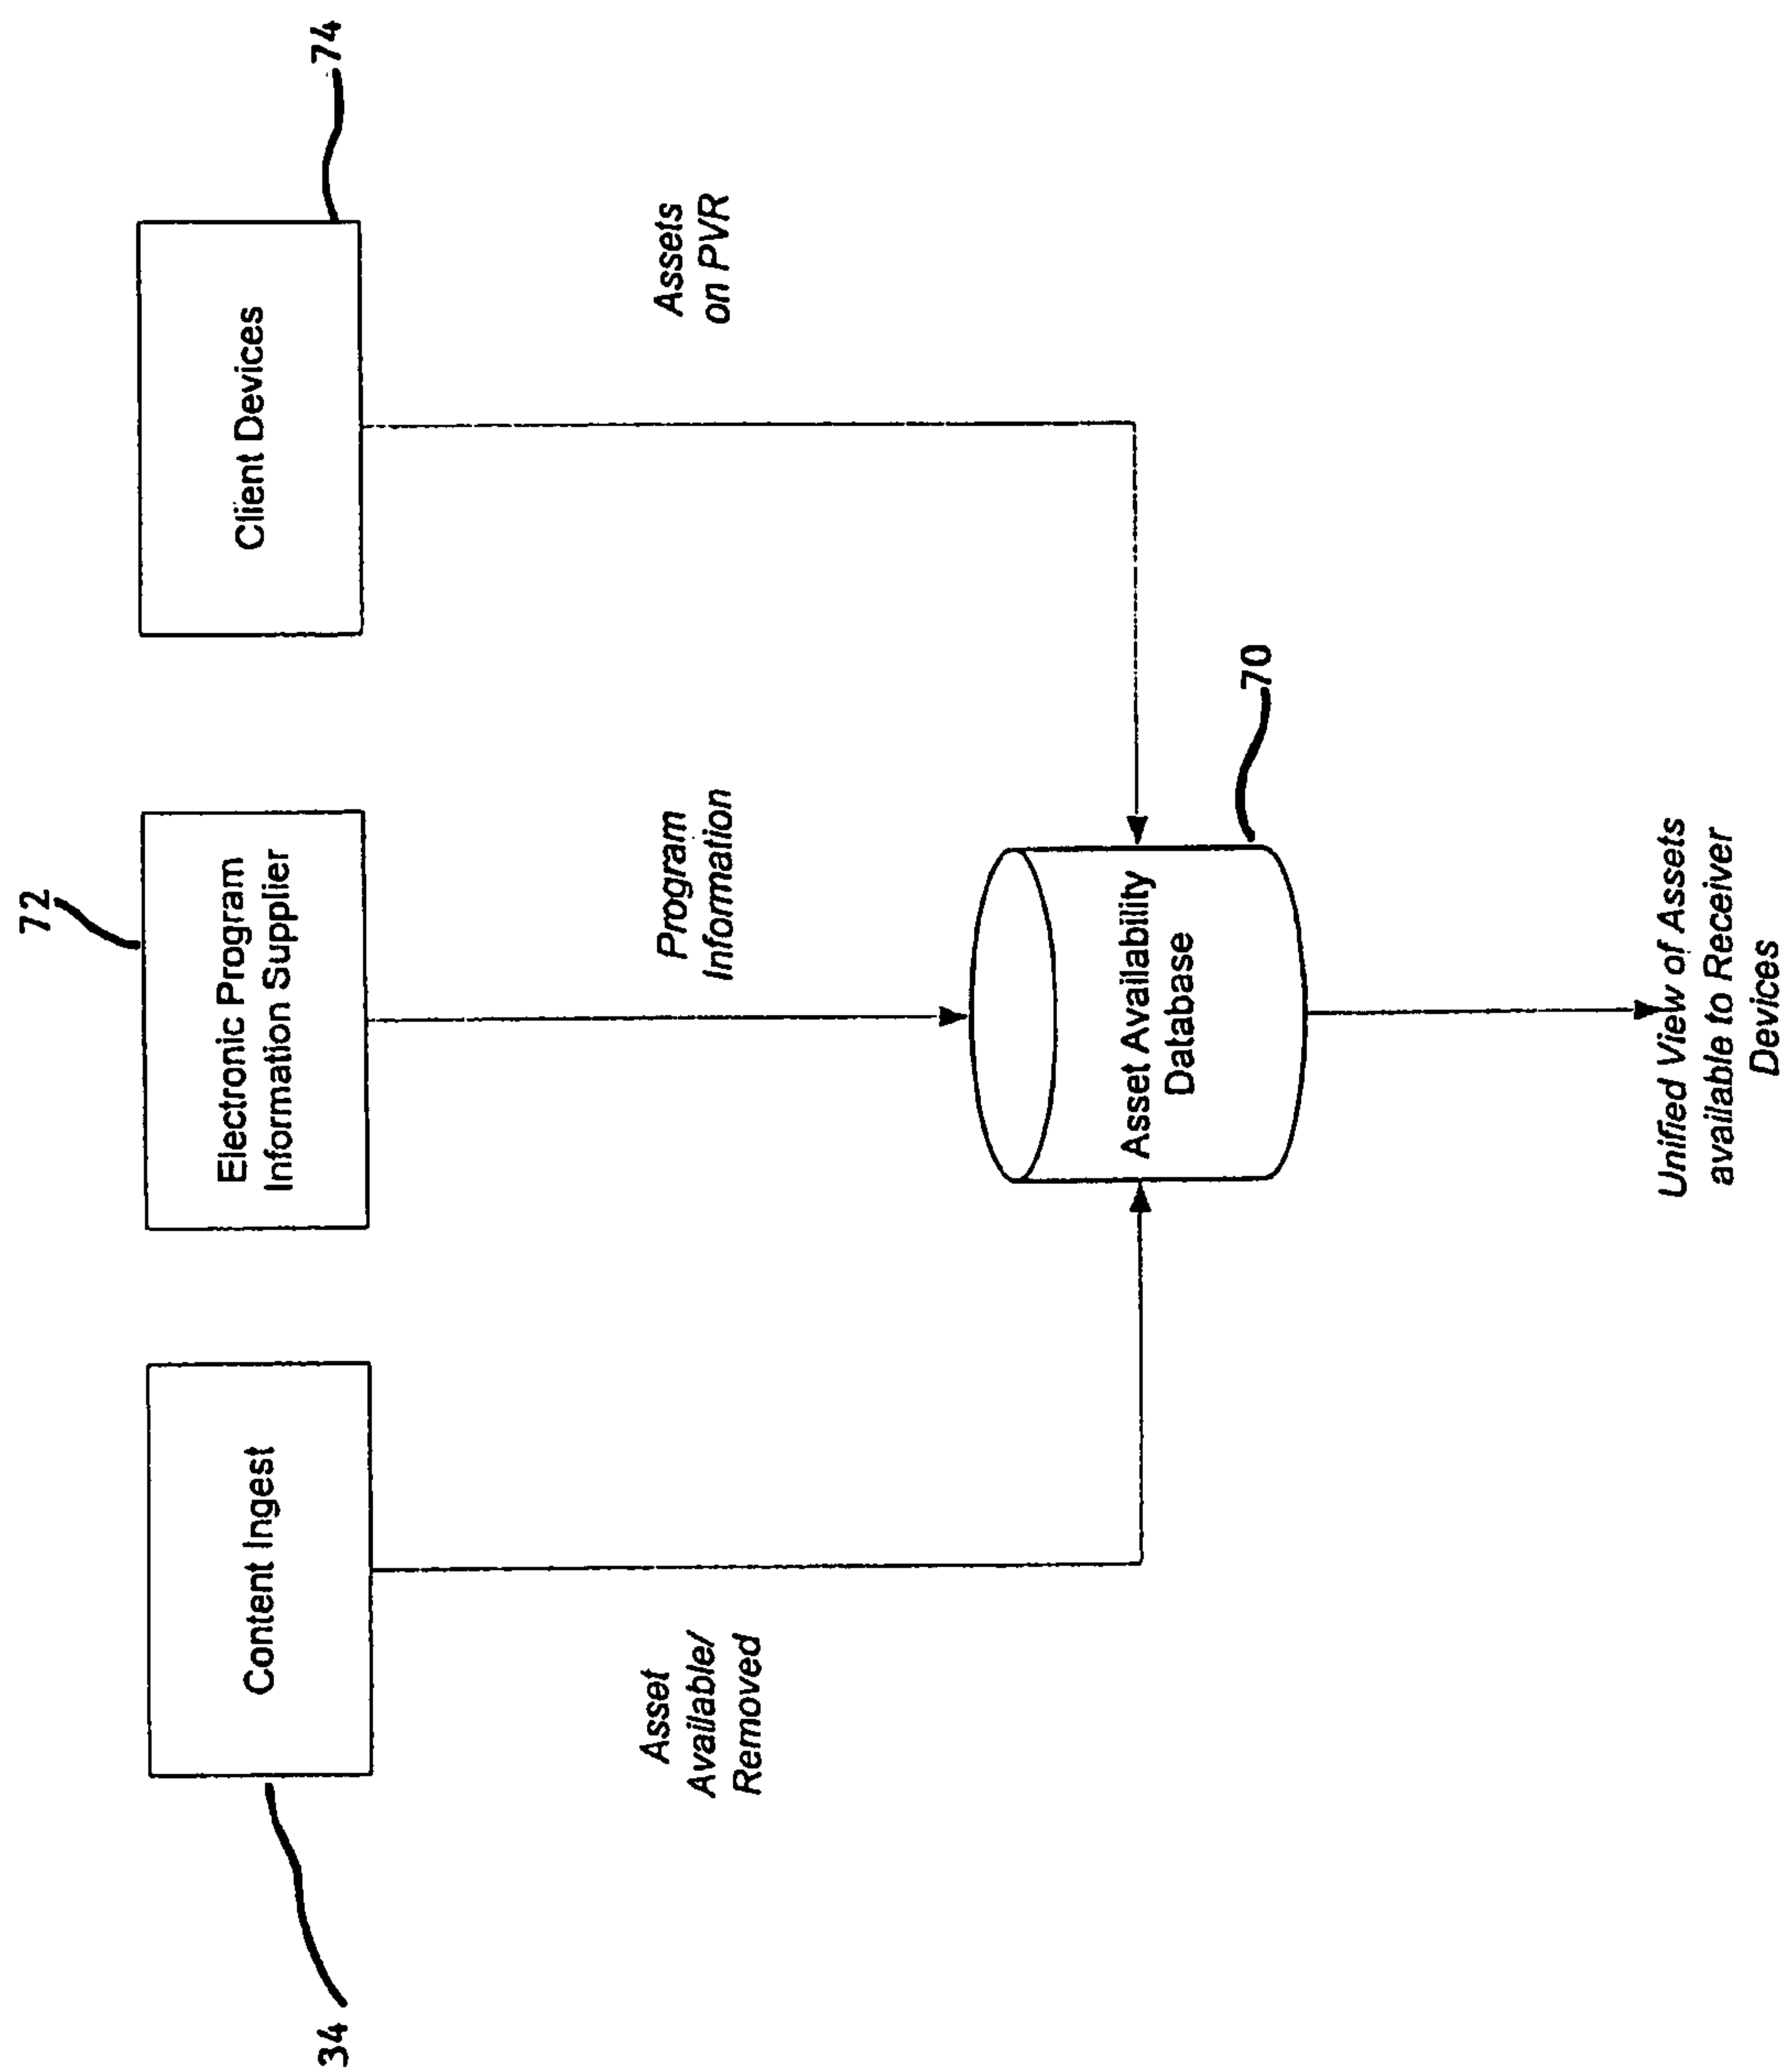 34
Content Ingest
72
Electronic Program
Information Supplier
Client Devices
74
Asset
Available/
Removed
Program
Information
Assets
on PVR
Asset Availability
Database
70
Unified View of Assets
available to Receiver
Devices